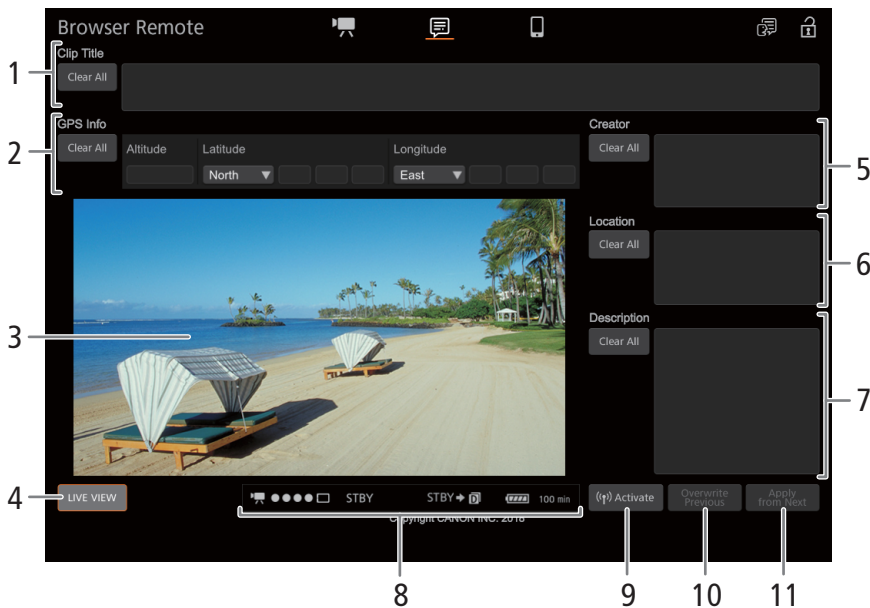 Browser Remote
Clip Title
1
Clear All
GPS Info
Creator
2
Clear All
Altitude
Latitude
Longitude
Clear All
North
East
5
Location
Clear All
6
3
Description
Clear All
7
4
LIVE VIEW
STBY
STBY
100 min
Activate
Overwrite
Previous
Apply
from Next
Copyright CANON INC. 2018
8
9
10
11